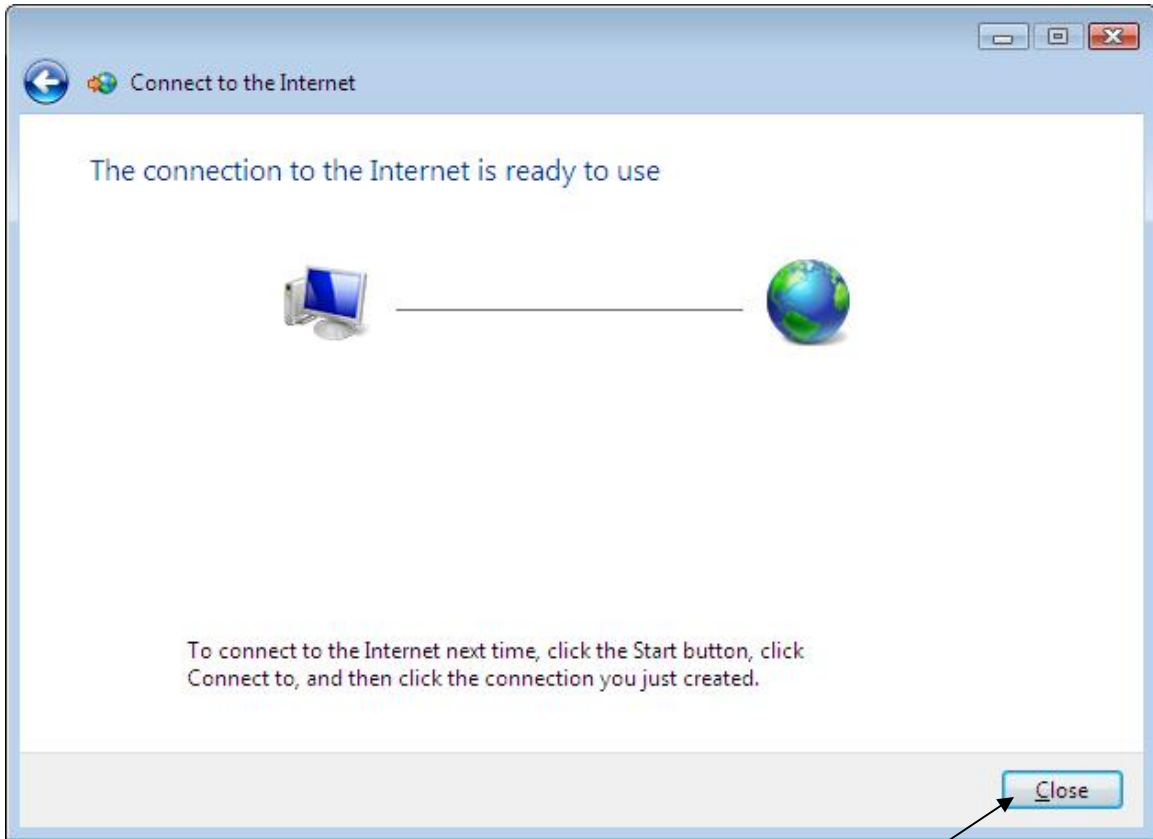 Connect to the Internet
The connection to the Internet is ready to use
To connect to the Internet next time, click the Start button, click
Connect to, and then click the connection you just created.
Close